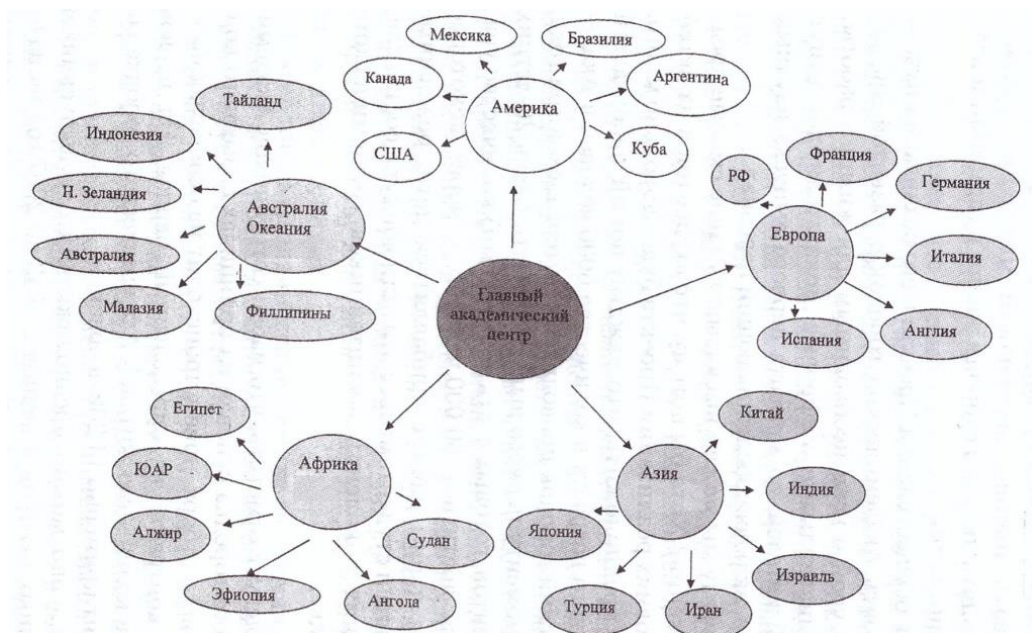 Мексика
Бразилия
Канада
Аргентина
Америка
США
Куба
Тайланд
Индонезия
Н. Зеландия
Австралия
Океания
Австралия
Малазия
Филлипины
РФ
Франция
Германия
Европа
Италия
Испания
Англия
Главный
академический
центр
Египет
ЮАР
Африка
Алжир
Судан
Эфиопия
Ангола
Китай
Азия
Индия
Япония
Израиль
Турция
Иран